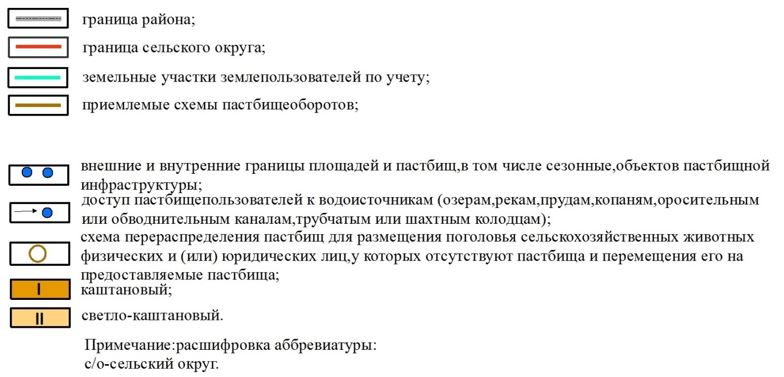 граница района;
граница сельского округа;
земельные участки землепользователей по учету;
приемлемые схемы пастбищеоборотов;
внешние и внутренние границы площадей и пастбищ,в том числе сезонные,объектов пастбищной
инфраструктуры;
доступ пастбищепользователей к водоисточникам (озерам,рекам,прудам,копаням,оросительным
или обводнительным каналам,трубчатым или шахтным колодцам);
схема перераспределения пастбищ для размещения поголовья сельскохозяйственных животных
физических и (или) юридических лиц,у которых отсутствуют пастбища и перемещения его на
предоставляемые пастбища;
I каштановый;
II светло-каштановый.
Примечание:расшифровка аббревиатуры:
с/о-сельский округ.